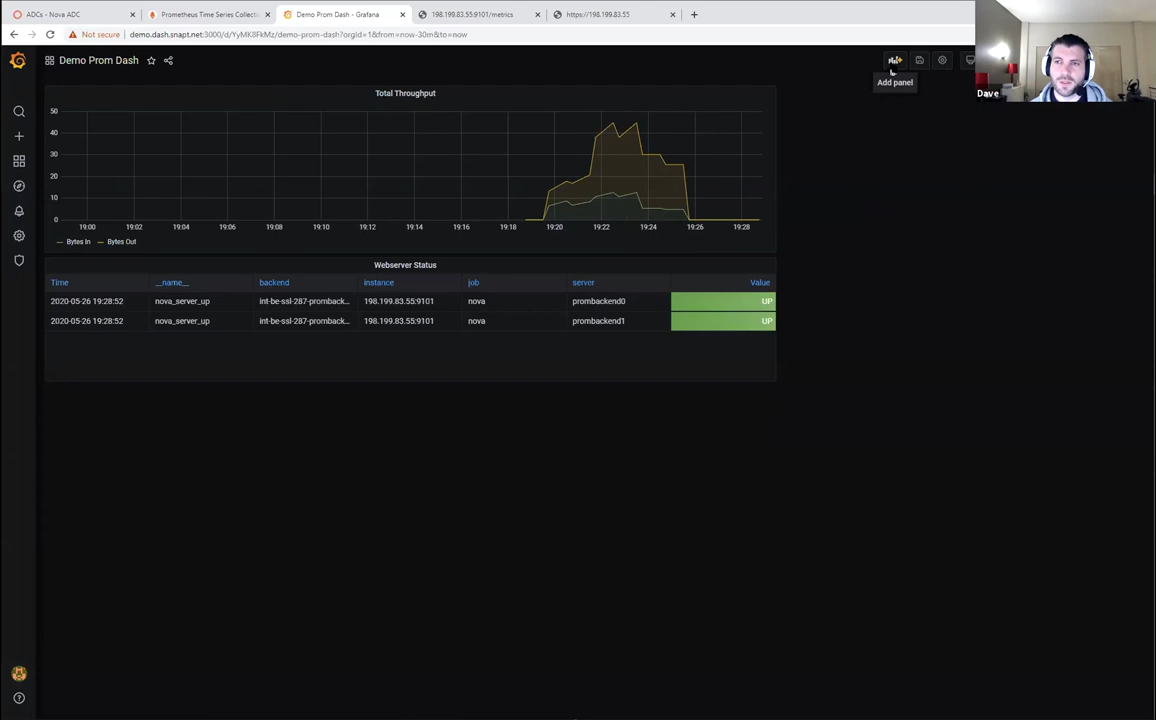 ADCs - Nova ADC
Prometheus Time Series Collecti
Demo Prom Dash - Grafana
198.199.83.55:9101/metrics
https://198.199.83.55
Not secure
demo.dash.snapt.net:3000/d/YyMK8FkMz/demo-prom-dash?orgId=1&from=now-30m&to=now
Demo Prom Dash
Add panel
Dave
Total Throughput
50
40
30
20
10
0
19:00 19:02 19:04 19:06 19:08 19:10 19:12 19:14 19:16 19:18 19:20 19:22 19:24 19:26 19:28
Bytes In Bytes Out
Webserver Status
Time __name__ backend instance job server Value
2020-05-26 19:28:52 nova_server_up int-be-ssl-287-promback... 198.199.83.55:9101 nova prombackend0 UP
2020-05-26 19:28:52 nova_server_up int-be-ssl-287-promback... 198.199.83.55:9101 nova prombackend1 UP